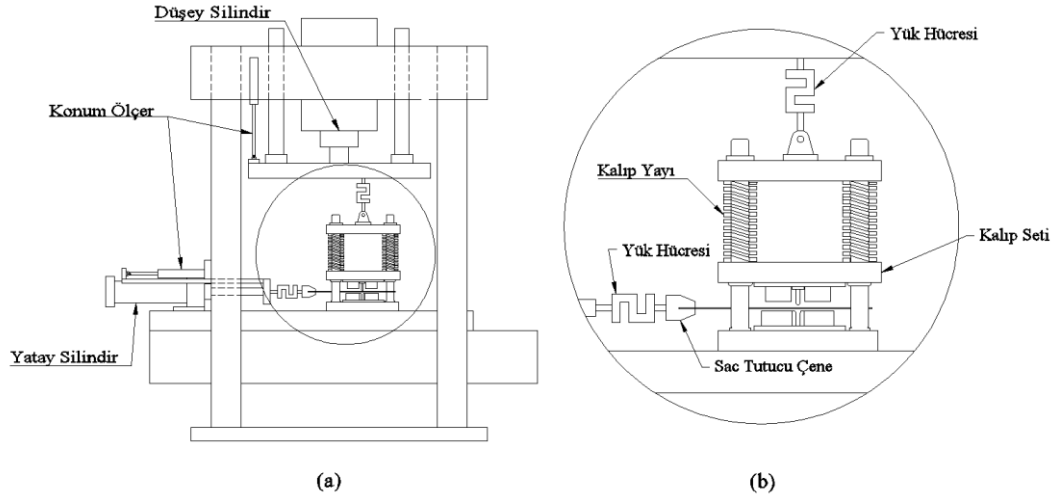 Düşey Silindir
Konum Ölçer
Yatay Silindir
(a)
Yük Hücresi
Kalıp Yayı
Kalıp Seti
Yük Hücresi
Sac Tutucu Çene
(b)